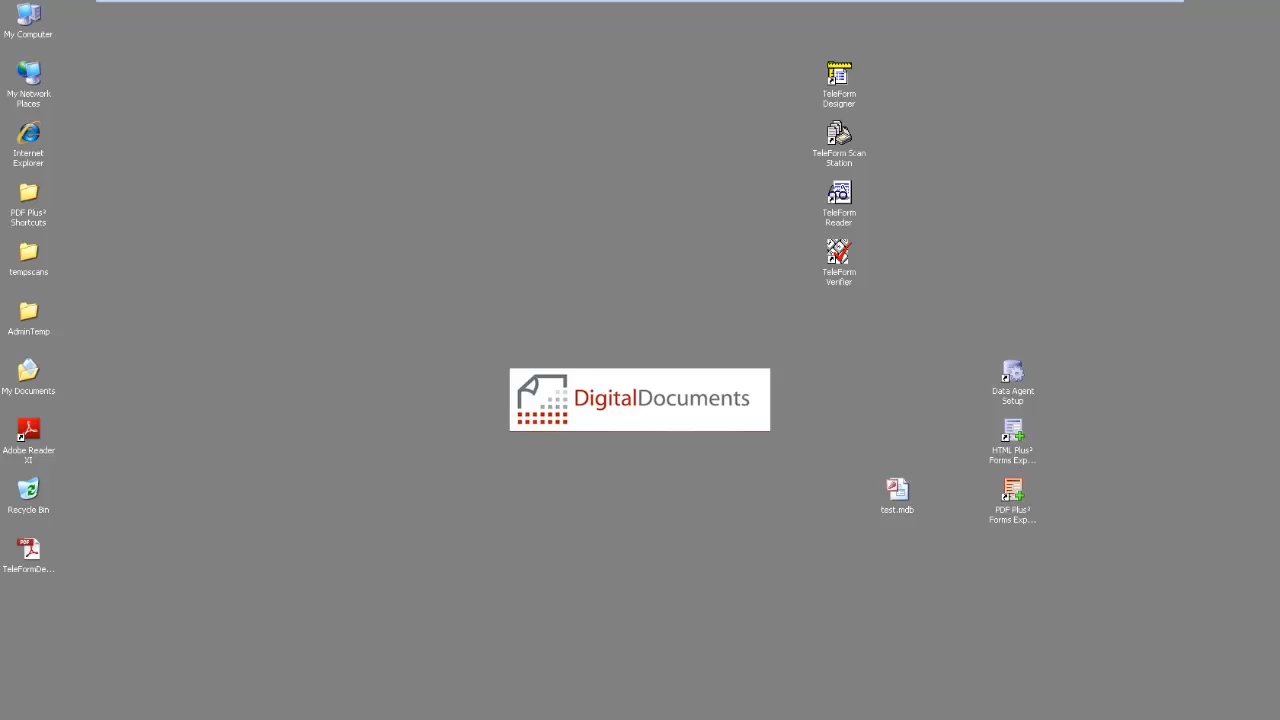 My Computer
My Network
Places
Internet
Explorer
PDF Plus²
Shortcuts
tempscans
AdminTemp
My Documents
Adobe Reader
XI
Recycle Bin
PDF
TeleFormDe...
TeleForm
Designer
TeleForm Scan
Station
TeleForm
Reader
TeleForm
Verifier
DigitalDocuments
Data Agent
Setup
HTML Plus²
Forms Exp...
test.mdb
PDF Plus²
Forms Exp...